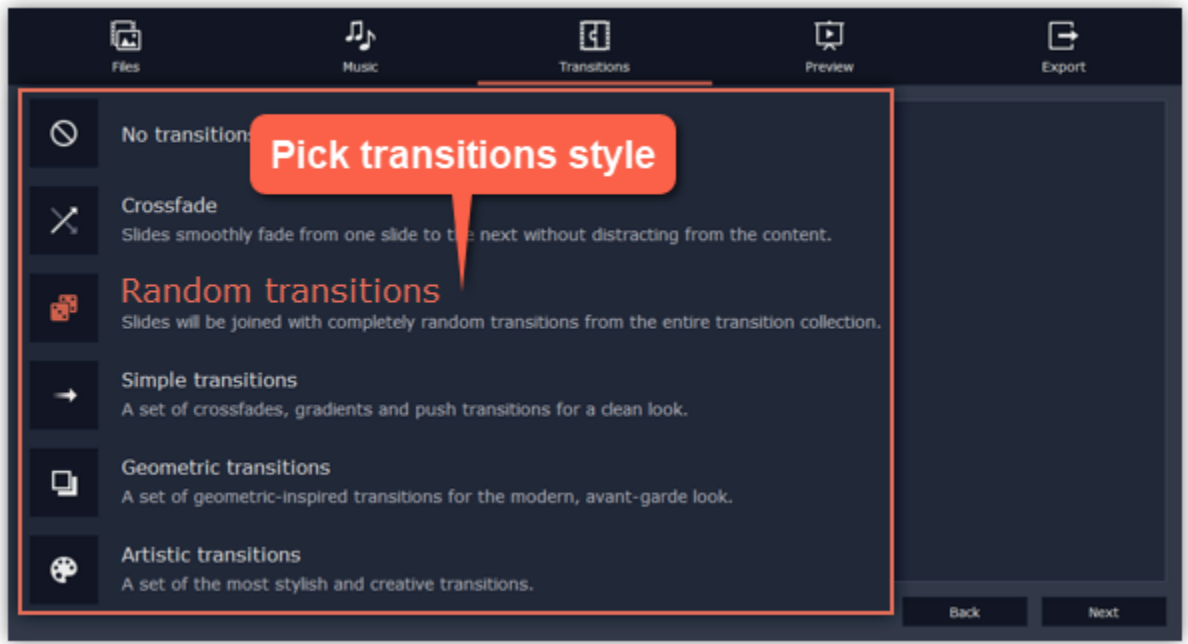 Files
Music
Transitions
Preview
Export
No transitions
Pick transitions style
Crossfade
Slides smoothly fade from one slide to the next without distracting from the content.
Random transitions
Slides will be joined with completely random transitions from the entire transition collection.
Simple transitions
A set of crossfades, gradients and push transitions for a clean look.
Geometric transitions
A set of geometric-inspired transitions for the modern, avant-garde look.
Artistic transitions
A set of the most stylish and creative transitions.
Back
Next